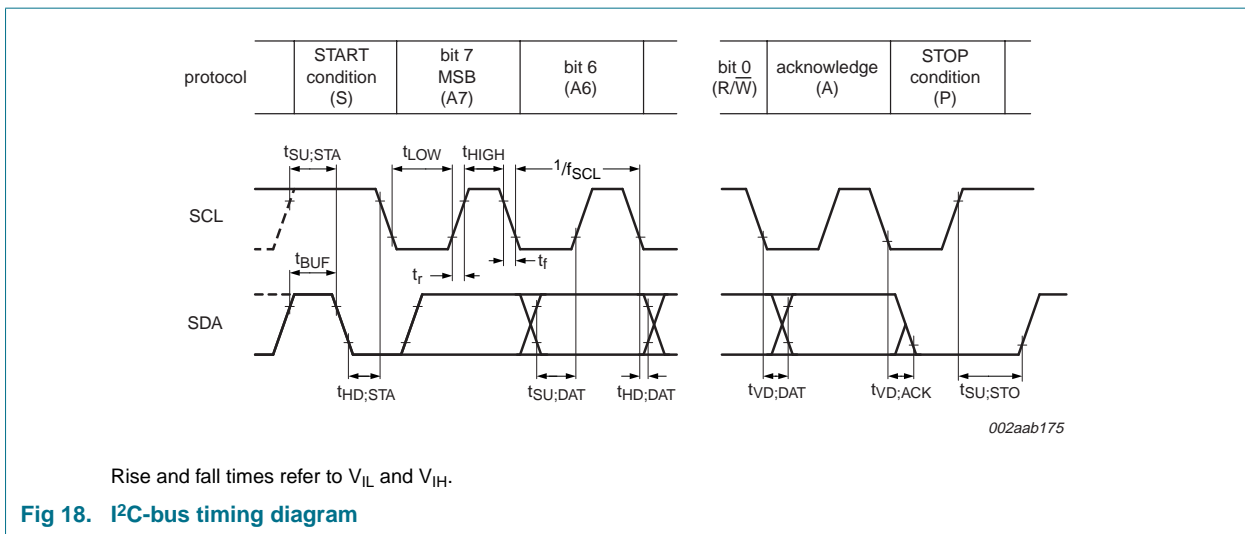 protocol
START
condition
(S)
bit 7
MSB
(A7)
bit 6
(A6)
bit 0
(R/W̅)
acknowledge
(A)
STOP
condition
(P)
tSU;STA
tLOW
tHIGH
1/fSCL
SCL
tBUF
tr
tf
SDA
tHD;STA
tSU;DAT
tHD;DAT
tVD;DAT
tVD;ACK
tSU;STO
002aab175
Rise and fall times refer to VIL and VIH.
Fig 18. I²C-bus timing diagram